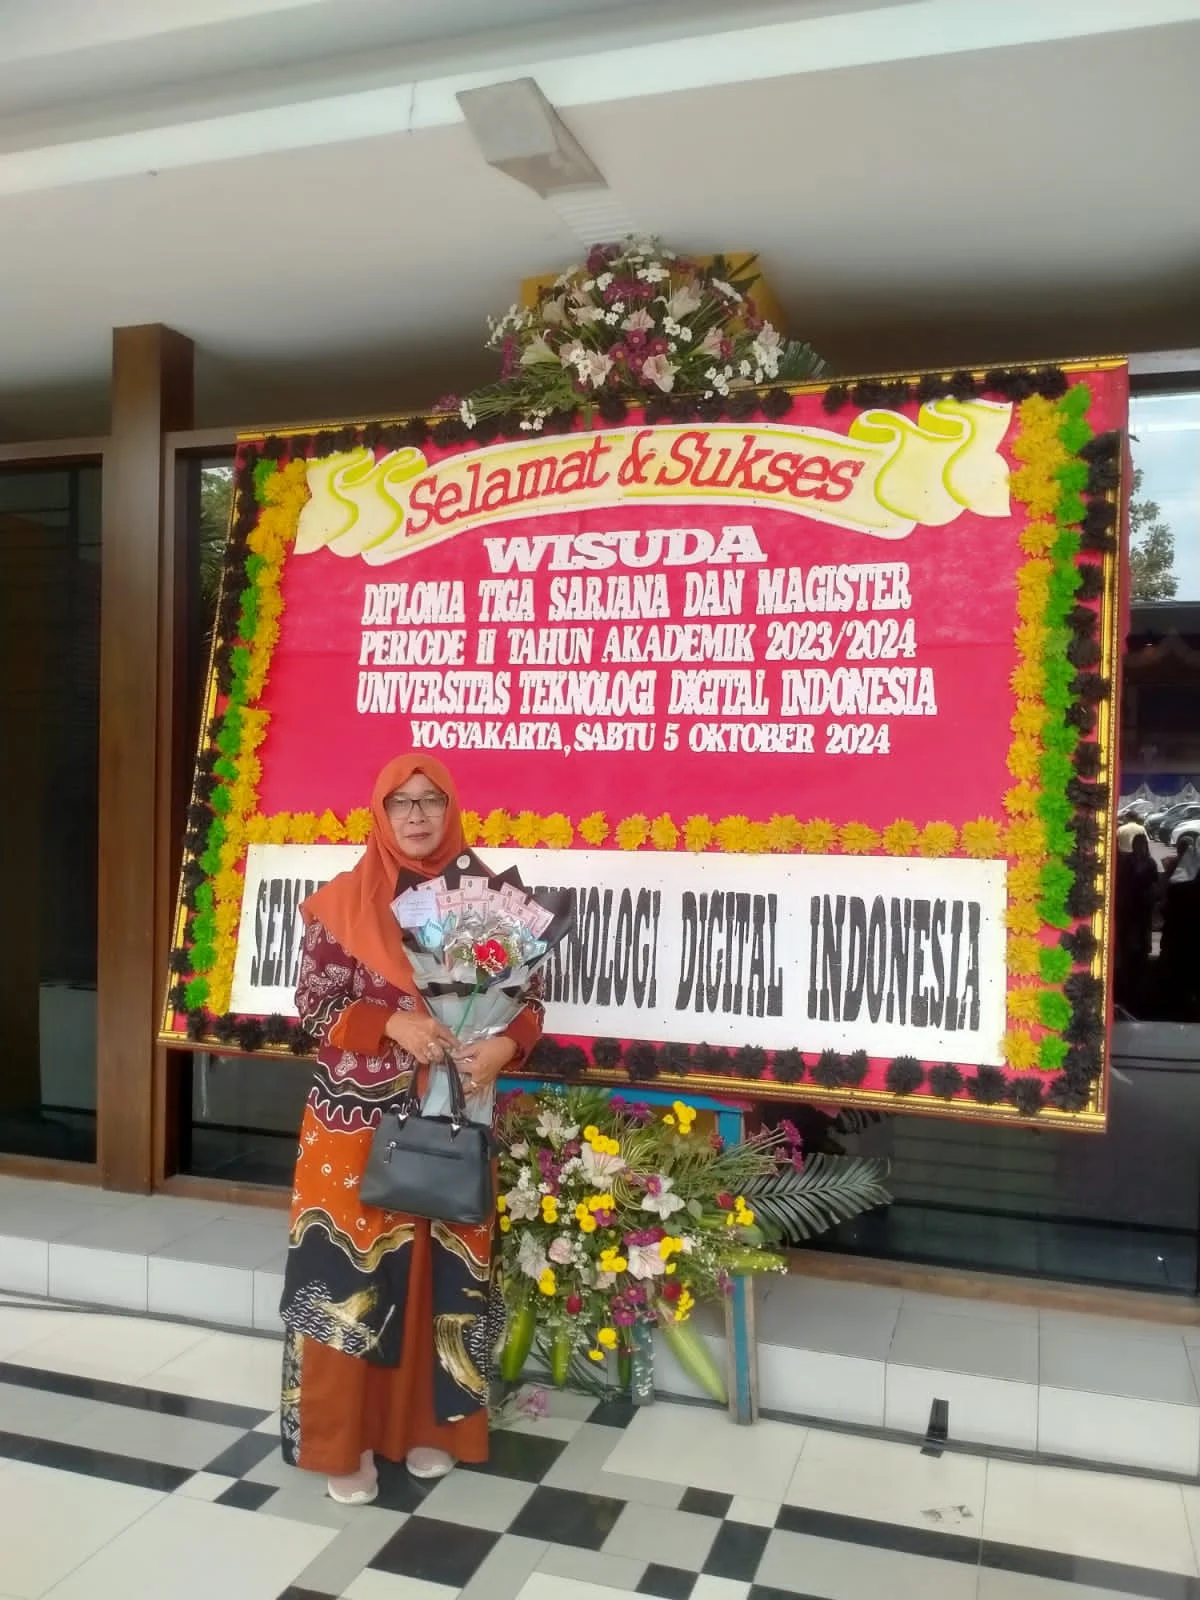 Selamat & Sukses
WISUDA
DIPLOMA TIGA SARJANA DAN MAGISTER
PERIODE II TAHUN AKADEMIK 2023/2024
UNIVERSITAS TEKNOLOGI DIGITAL INDONESIA
YOGYAKARTA, SABTU 5 OKTOBER 2024
DIGITAL INDONESIA